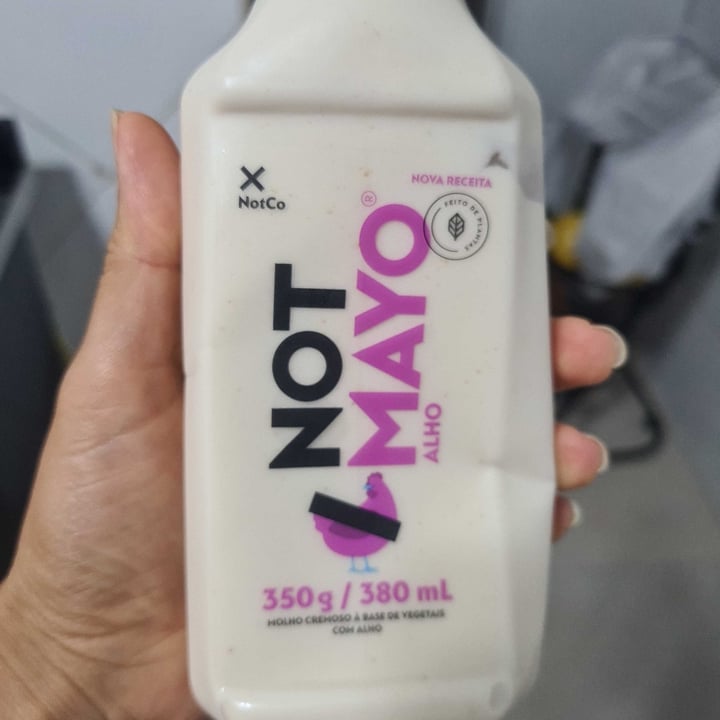 NotCo
NOVA RECEITA
FEITO DE PLANTAS
NOT
MAYO®
ALHO
350g / 380 mL
MOLHO CREMOSO À BASE DE VEGETAIS
COM ALHO